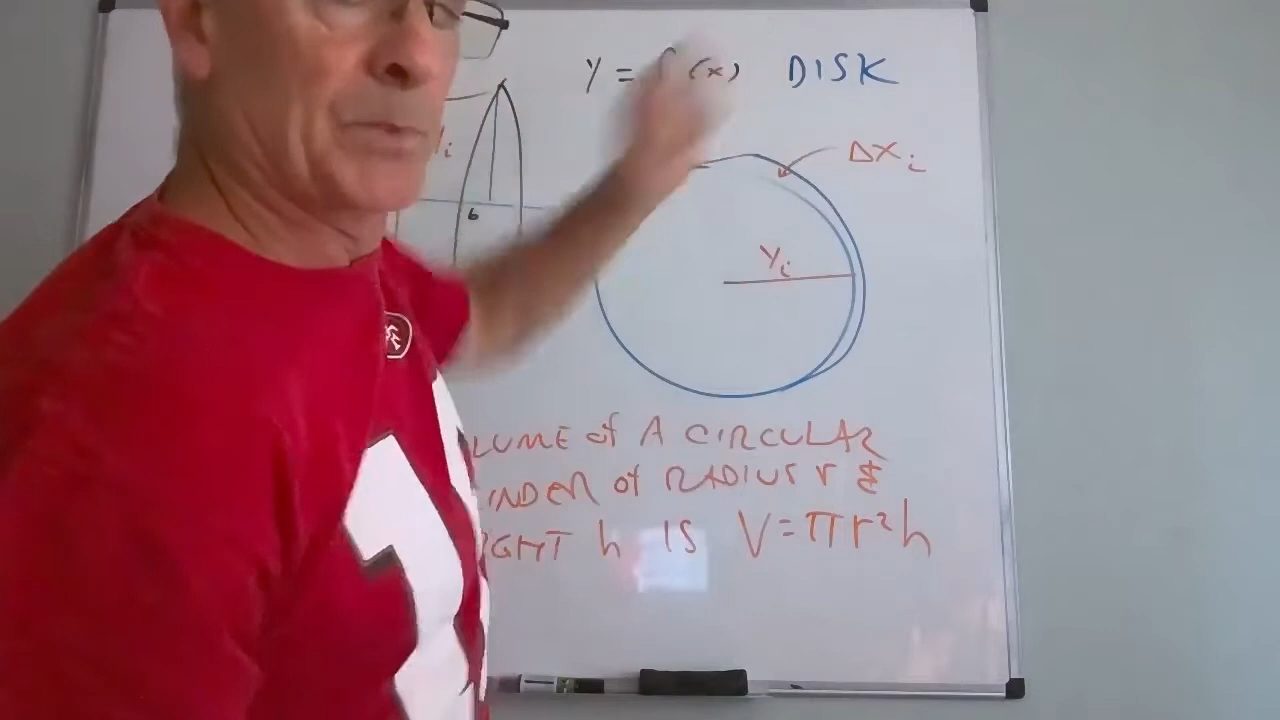 y = f(x) DISK
Δxi
yi
b
LUME of A CIRCULAR
INDER of RADIUS r &
IGHT h IS V = πr²h